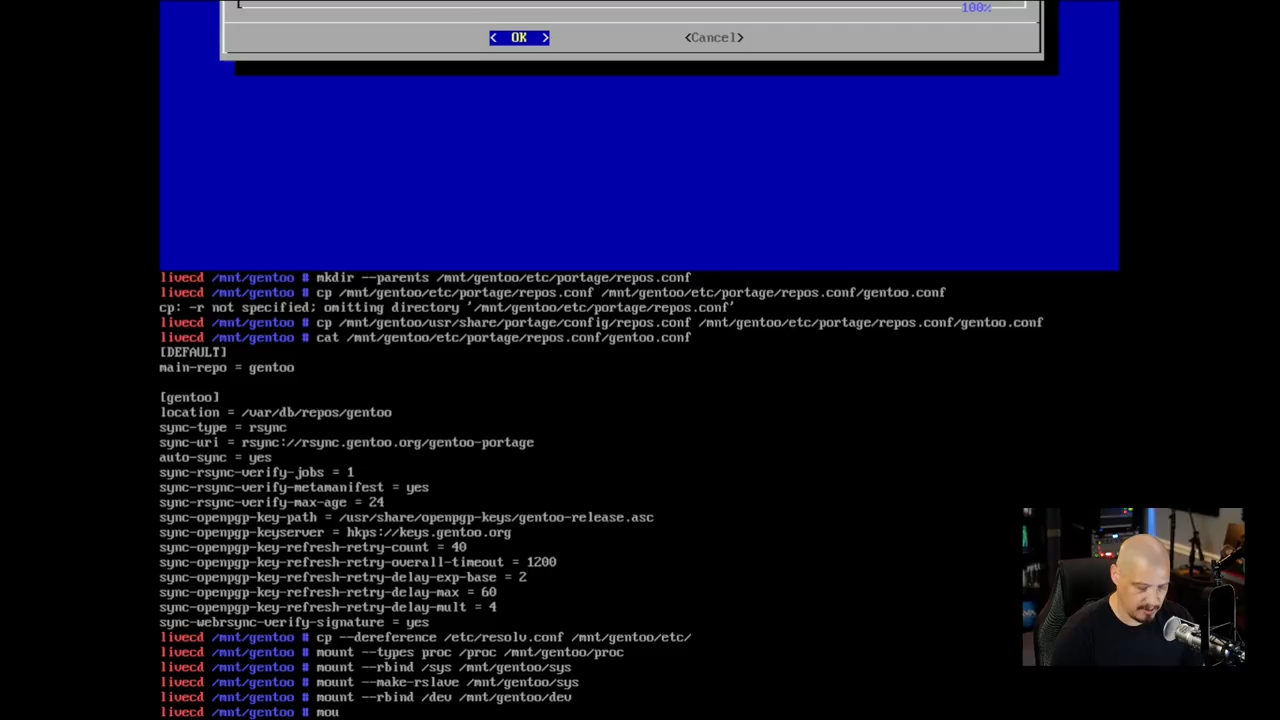 100%
< OK >
<Cancel>
livecd /mnt/gentoo # mkdir --parents /mnt/gentoo/etc/portage/repos.conf
livecd /mnt/gentoo # cp /mnt/gentoo/etc/portage/repos.conf /mnt/gentoo/etc/portage/repos.conf/gentoo.conf
cp: -r not specified; omitting directory '/mnt/gentoo/etc/portage/repos.conf'
livecd /mnt/gentoo # cp /mnt/gentoo/usr/share/portage/config/repos.conf /mnt/gentoo/etc/portage/repos.conf/gentoo.conf
livecd /mnt/gentoo # cat /mnt/gentoo/etc/portage/repos.conf/gentoo.conf
[DEFAULT]
main-repo = gentoo
[gentoo]
location = /var/db/repos/gentoo
sync-type = rsync
sync-uri = rsync://rsync.gentoo.org/gentoo-portage
auto-sync = yes
sync-rsync-verify-jobs = 1
sync-rsync-verify-metamanifest = yes
sync-rsync-verify-max-age = 24
sync-openpgp-key-path = /usr/share/openpgp-keys/gentoo-release.asc
sync-openpgp-keyserver = hkps://keys.gentoo.org
sync-openpgp-key-refresh-retry-count = 40
sync-openpgp-key-refresh-retry-overall-timeout = 1200
sync-openpgp-key-refresh-retry-delay-exp-base = 2
sync-openpgp-key-refresh-retry-delay-max = 60
sync-openpgp-key-refresh-retry-delay-mult = 4
sync-webrsync-verify-signature = yes
livecd /mnt/gentoo # cp --dereference /etc/resolv.conf /mnt/gentoo/etc/
livecd /mnt/gentoo # mount --types proc /proc /mnt/gentoo/proc
livecd /mnt/gentoo # mount --rbind /sys /mnt/gentoo/sys
livecd /mnt/gentoo # mount --make-rslave /mnt/gentoo/sys
livecd /mnt/gentoo # mount --rbind /dev /mnt/gentoo/dev
livecd /mnt/gentoo # mou